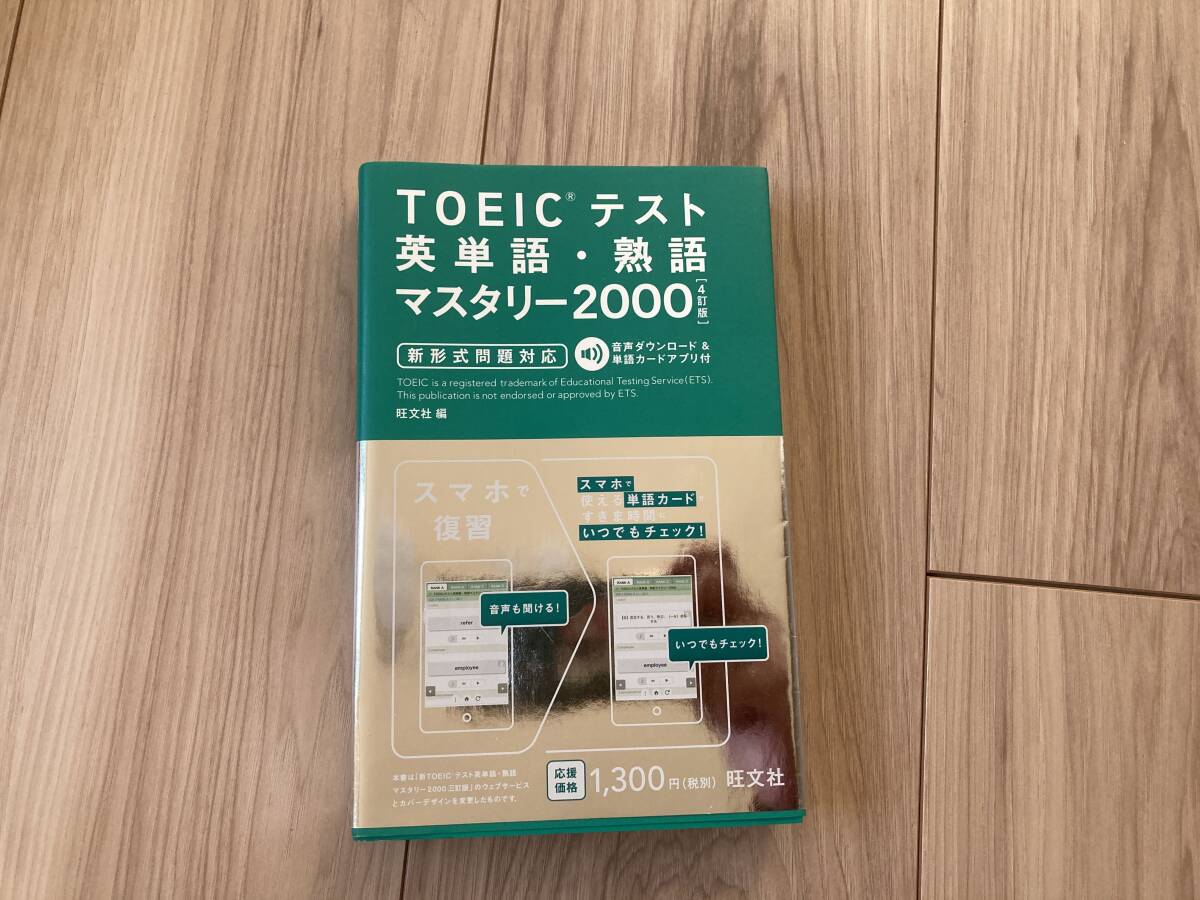 TOEIC® テスト
英単語・熟語
マスタリー2000[4訂版]
新形式問題対応
音声ダウンロード &
単語カードアプリ付
TOEIC is a registered trademark of Educational Testing Service (ETS).
This publication is not endorsed or approved by ETS.
旺文社 編
スマホで
復習
スマホで
使える単語カードで
すきま時間に
いつでもチェック!
RANK A
refer
employee
音声も聞ける!
RANK A
employee
いつでもチェック!
本書は「新TOEIC テスト英単語・熟語
マスタリー2000 三訂版」のウェブサービス
とカバーデザインを変更したものです。
応援
価格
1,300円(税別) 旺文社